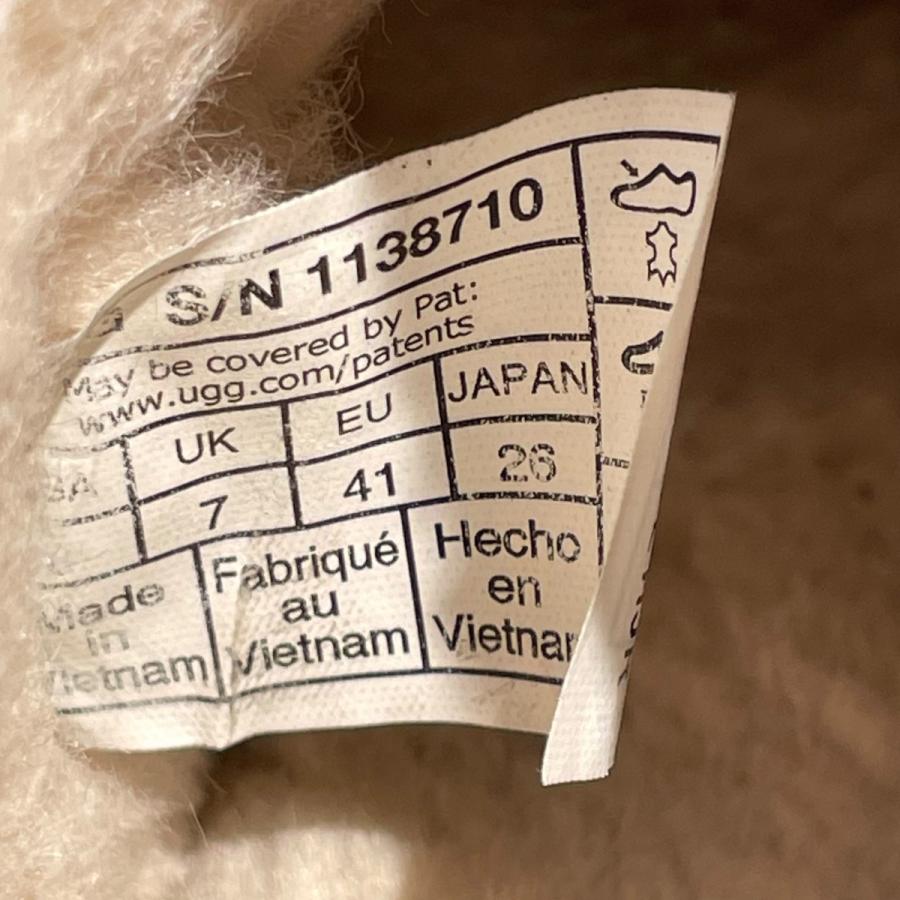 S/N 1138710
May be covered by Pat:
www.ugg.com/patents
UK EU JAPAN
7 41 26
Made in Vietnam
Fabriqué au Vietnam
Hecho en